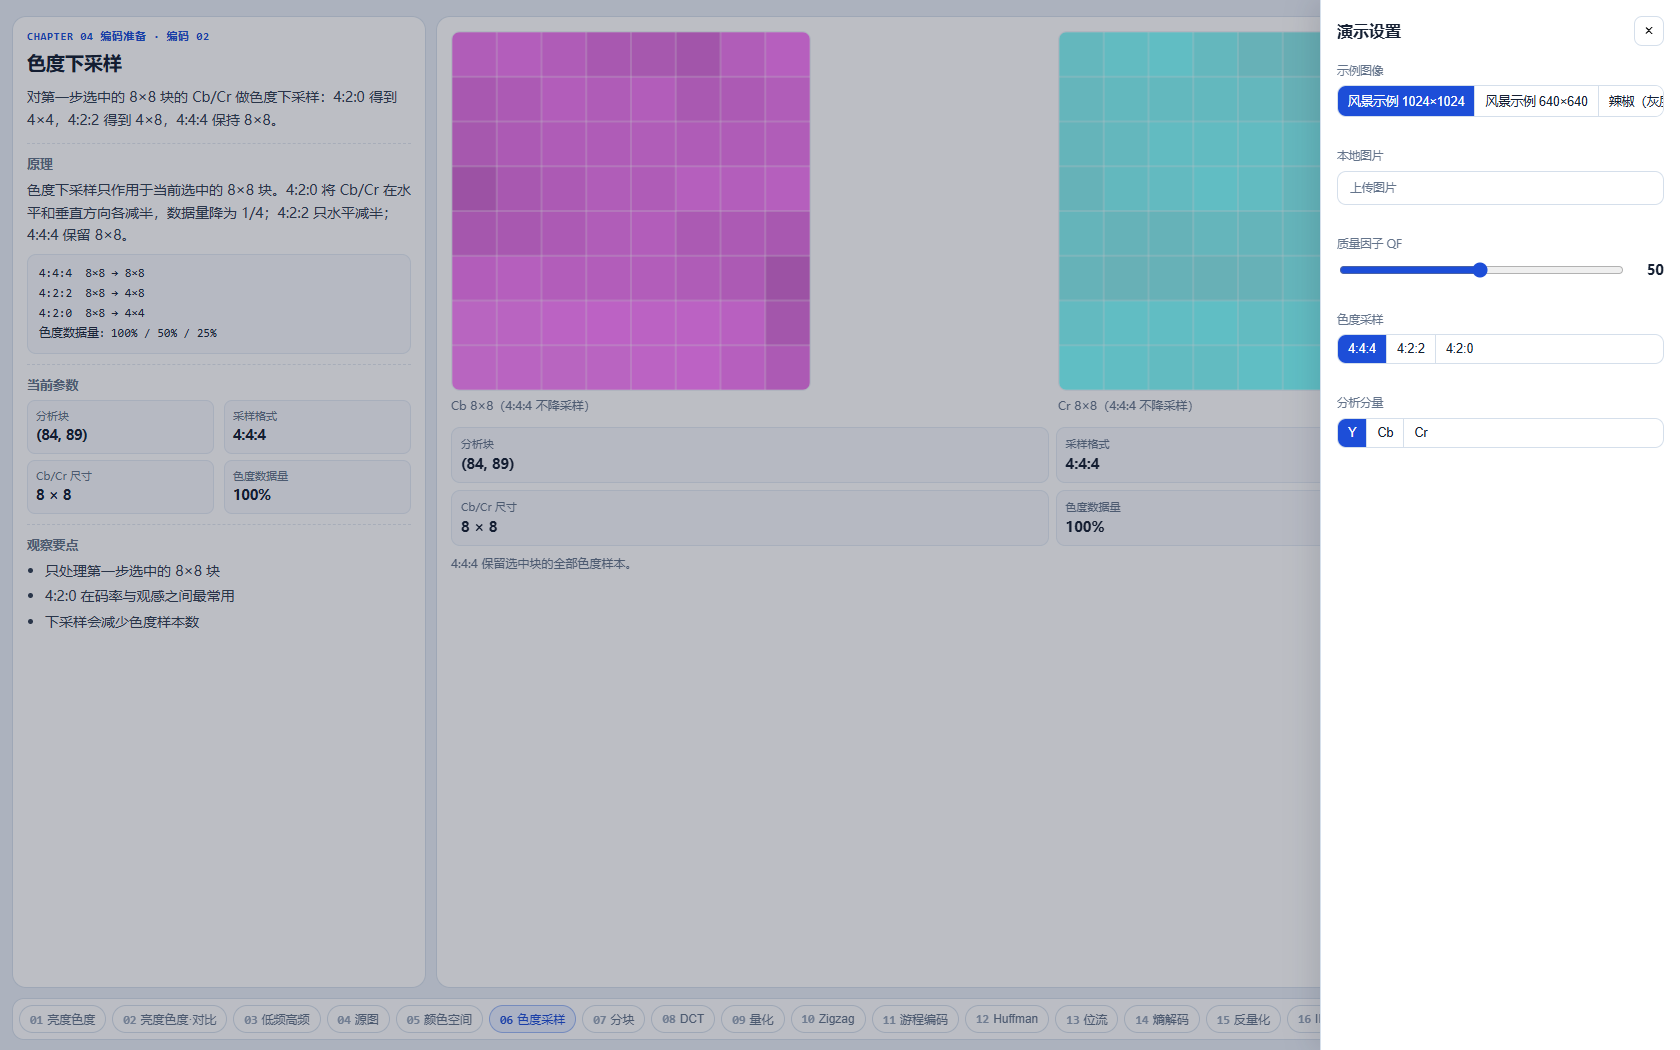 CHAPTER 04 编码准备 · 编码 02
色度下采样
对第一步选中的 8×8 块的 Cb/Cr 做色度下采样：4:2:0 得到
4×4，4:2:2 得到 4×8，4:4:4 保持 8×8。
原理
色度下采样只作用于当前选中的 8×8 块。4:2:0 将 Cb/Cr 在水
平和垂直方向各减半，数据量降为 1/4；4:2:2 只水平减半；
4:4:4 保留 8×8。
4:4:4 8×8 → 8×8
4:2:2 8×8 → 4×8
4:2:0 8×8 → 4×4
色度数据量: 100% / 50% / 25%
当前参数
分析块
(84, 89)
采样格式
4:4:4
Cb/Cr 尺寸
8 × 8
色度数据量
100%
观察要点
只处理第一步选中的 8×8 块
4:2:0 在码率与观感之间最常用
下采样会减少色度样本数
Cb 8×8（4:4:4 不降采样）
Cr 8×8（4:4:4 不降采样）
分析块
(84, 89)
采样格式
4:4:4
Cb/Cr 尺寸
8 × 8
色度数据量
100%
4:4:4 保留选中块的全部色度样本。
演示设置
×
示例图像
风景示例 1024×1024
风景示例 640×640
辣椒（灰
本地图片
上传图片
质量因子 QF
50
色度采样
4:4:4
4:2:2
4:2:0
分析分量
Y
Cb
Cr
01 亮度色度
02 亮度色度·对比
03 低频高频
04 源图
05 颜色空间
06 色度采样
07 分块
08 DCT
09 量化
10 Zigzag
11 游程编码
12 Huffman
13 位流
14 熵解码
15 反量化
16 I